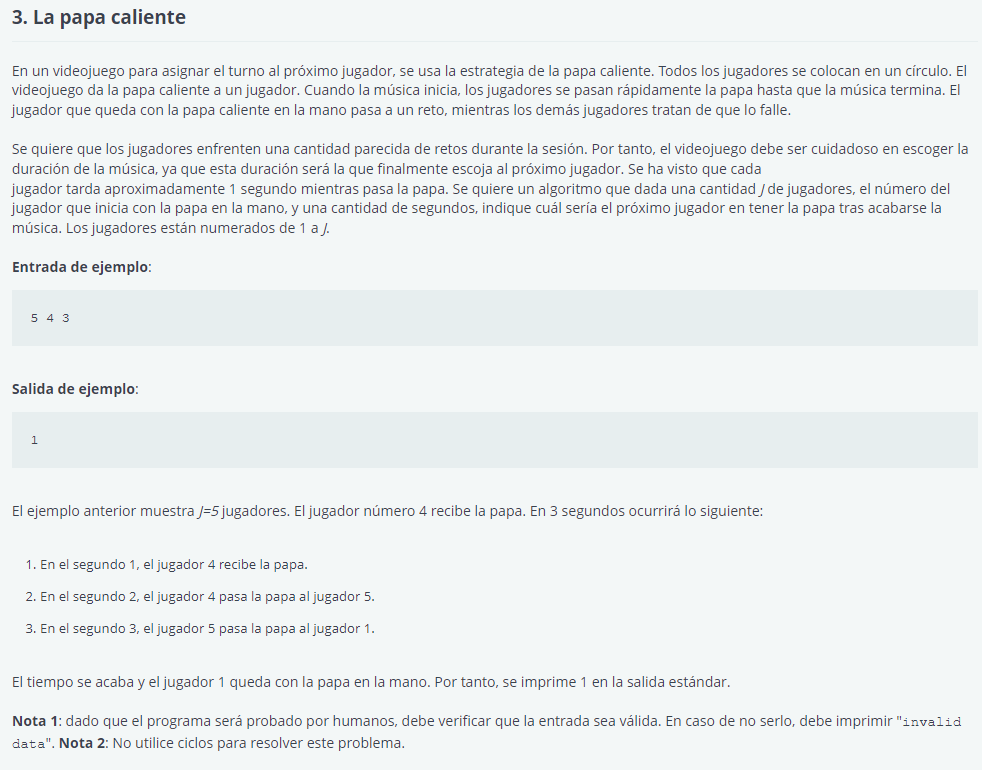 3. La papa caliente
En un videojuego para asignar el turno al próximo jugador, se usa la estrategia de la papa caliente. Todos los jugadores se colocan en un círculo. El
videojuego da la papa caliente a un jugador. Cuando la música inicia, los jugadores se pasan rápidamente la papa hasta que la música termina. El
jugador que queda con la papa caliente en la mano pasa a un reto, mientras los demás jugadores tratan de que lo falle.
Se quiere que los jugadores enfrenten una cantidad parecida de retos durante la sesión. Por tanto, el videojuego debe ser cuidadoso en escoger la
duración de la música, ya que esta duración será la que finalmente escoja al próximo jugador. Se ha visto que cada
jugador tarda aproximadamente 1 segundo mientras pasa la papa. Se quiere un algoritmo que dada una cantidad J de jugadores, el número del
jugador que inicia con la papa en la mano, y una cantidad de segundos, indique cuál sería el próximo jugador en tener la papa tras acabarse la
música. Los jugadores están numerados de 1 a J.
Entrada de ejemplo:
5 4 3
Salida de ejemplo:
1
El ejemplo anterior muestra J=5 jugadores. El jugador número 4 recibe la papa. En 3 segundos ocurrirá lo siguiente:
1. En el segundo 1, el jugador 4 recibe la papa.
2. En el segundo 2, el jugador 4 pasa la papa al jugador 5.
3. En el segundo 3, el jugador 5 pasa la papa al jugador 1.
El tiempo se acaba y el jugador 1 queda con la papa en la mano. Por tanto, se imprime 1 en la salida estándar.
Nota 1: dado que el programa será probado por humanos, debe verificar que la entrada sea válida. En caso de no serlo, debe imprimir "invalid
data". Nota 2: No utilice ciclos para resolver este problema.